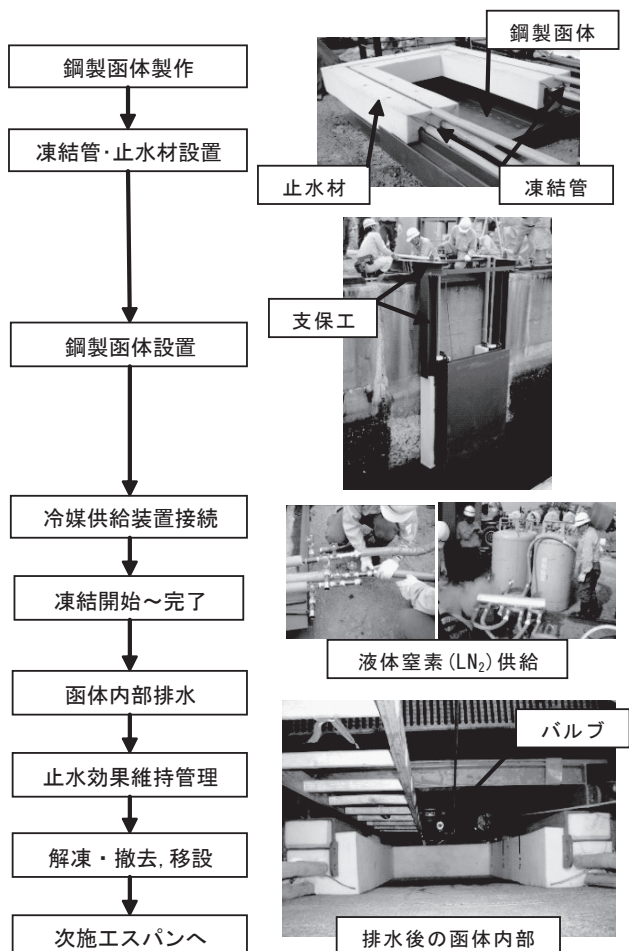 鋼製函体製作
凍結管・止水材設置
鋼製函体設置
冷媒供給装置接続
凍結開始~完了
函体内部排水
止水効果維持管理
解凍・撤去,移設
次施工スパンへ
鋼製函体
止水材
凍結管
支保工
液体窒素(LN₂)供給
バルブ
排水後の函体内部